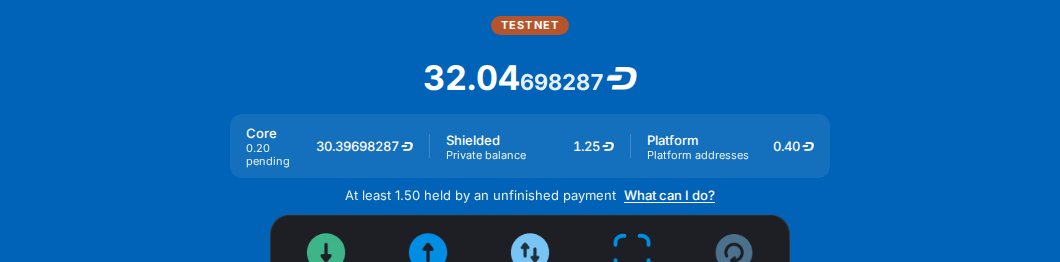 TESTNET
32.04698287
Core
0.20
pending
30.39698287
Shielded
Private balance
1.25
Platform
Platform addresses
0.40
At least 1.50 held by an unfinished payment What can I do?